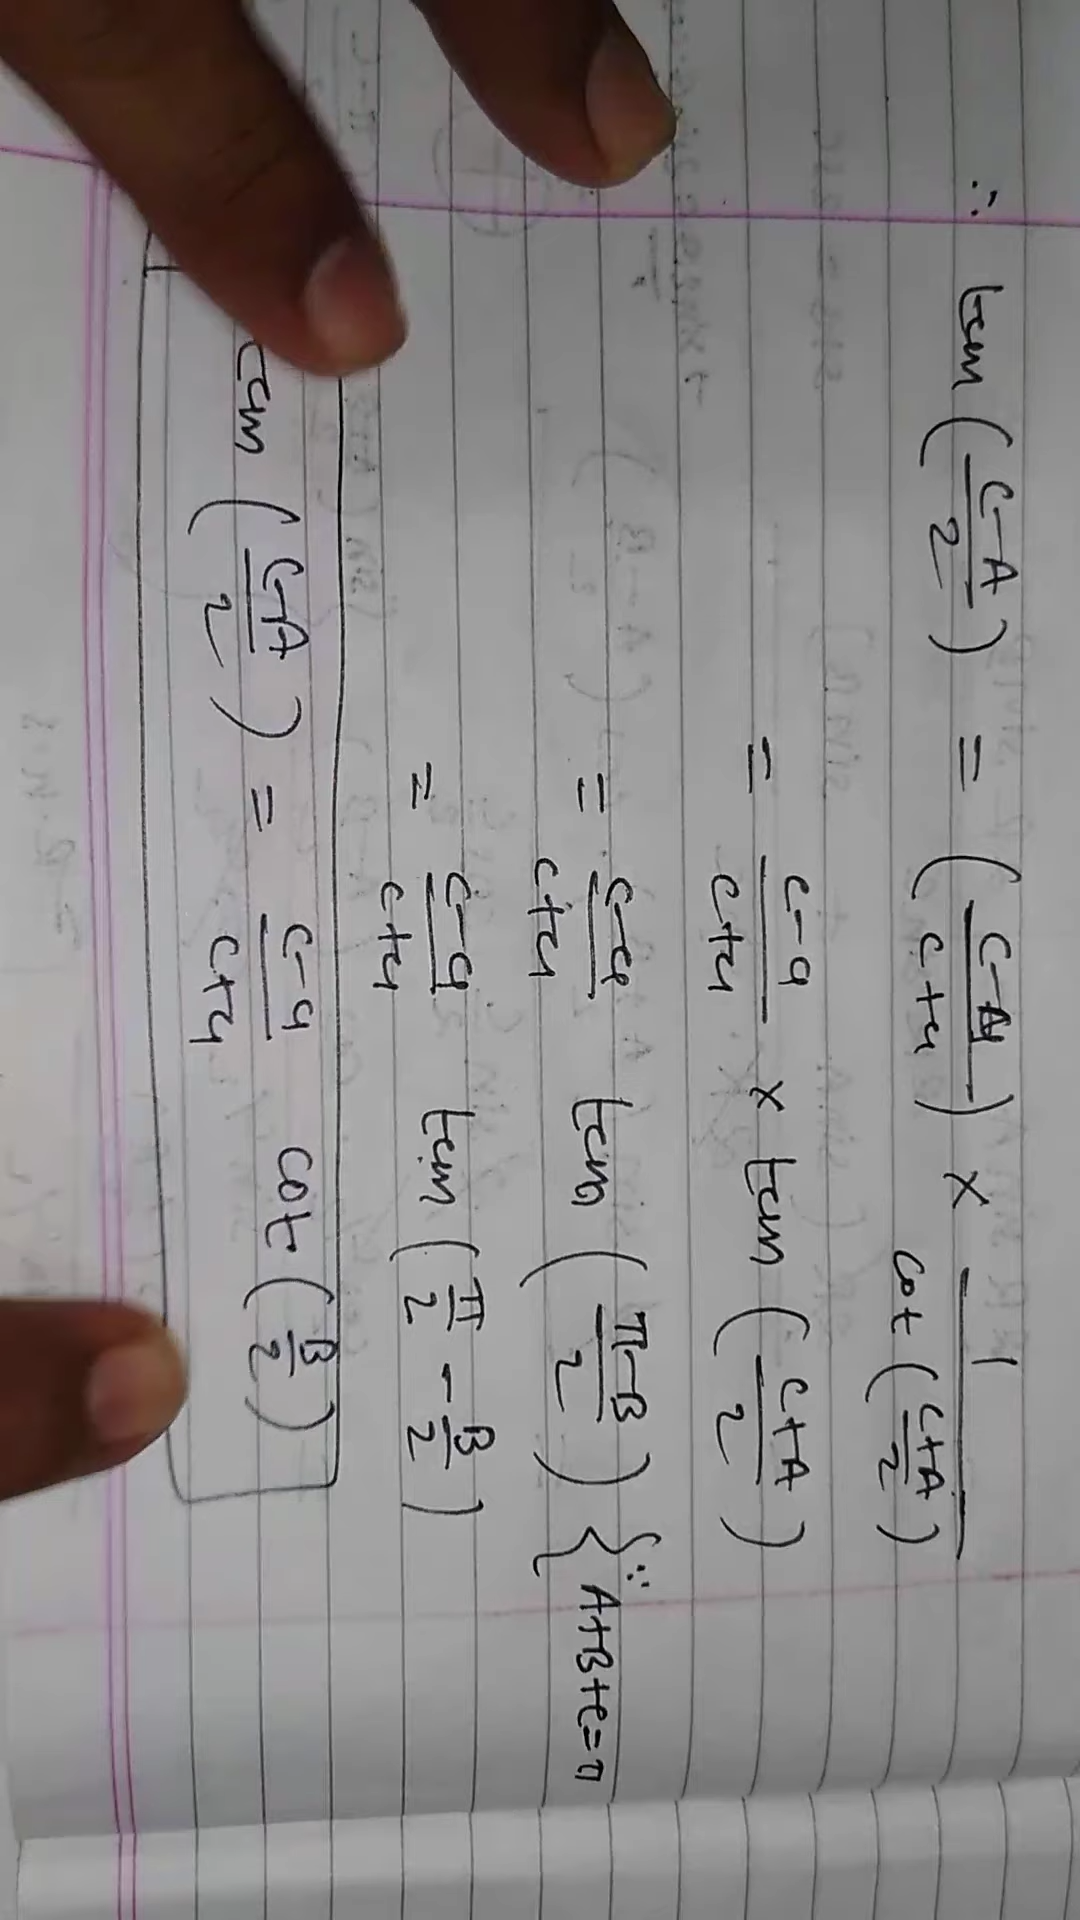 ∴ tan (C-A/2) = (C-a/C+a) × 1/cot (C+A/2)
= C-a/C+a × tan (C+A/2)
= C-a/C+a tan (π-B/2) {∵ A+B+C=π
= C-a/C+a tan (π/2 - B/2)
tan (C-A/2) = C-a/C+a cot (B/2)